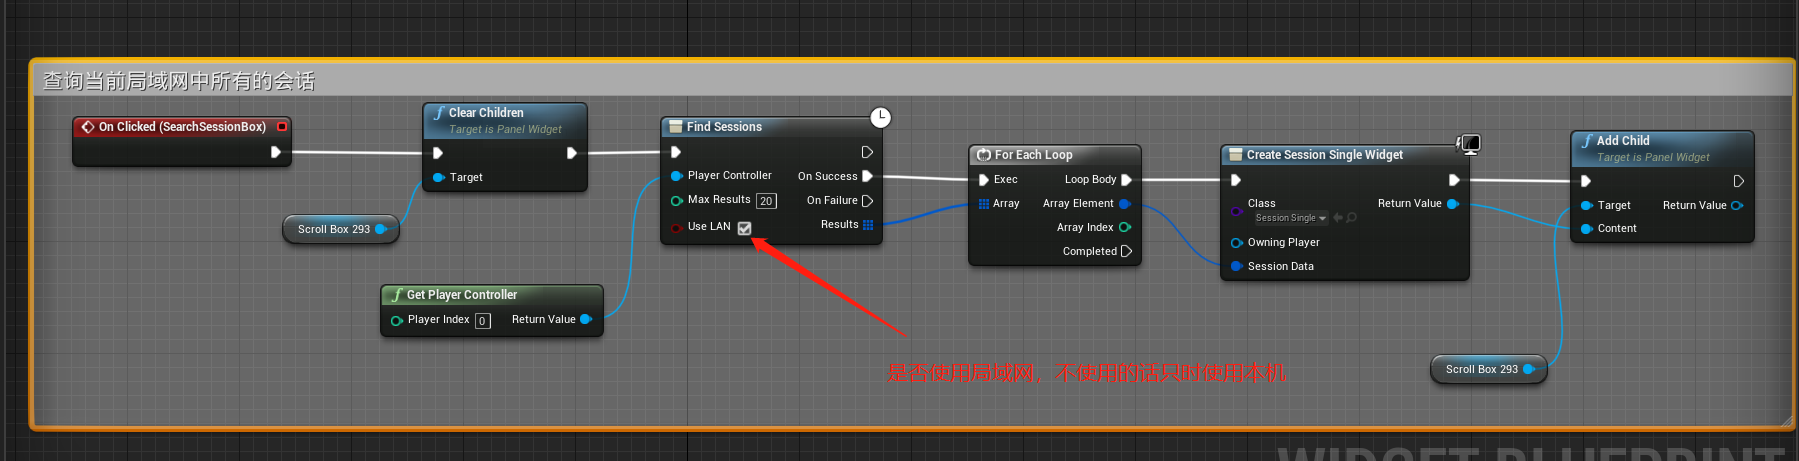 查询当前局域网中所有的会话
On Clicked (SearchSessionBox)
Clear Children
Target is Panel Widget
Target
Scroll Box 293
Get Player Controller
Player Index 0
Return Value
Find Sessions
Player Controller
On Success
Max Results 20
On Failure
Use LAN
Results
For Each Loop
Exec
Loop Body
Array
Array Element
Array Index
Completed
Create Session Single Widget
Class
Session Single
Return Value
Owning Player
Session Data
Add Child
Target is Panel Widget
Target
Return Value
Content
Scroll Box 293
是否使用局域网，不使用的话只时使用本机
WIDGET BLUEPRINT